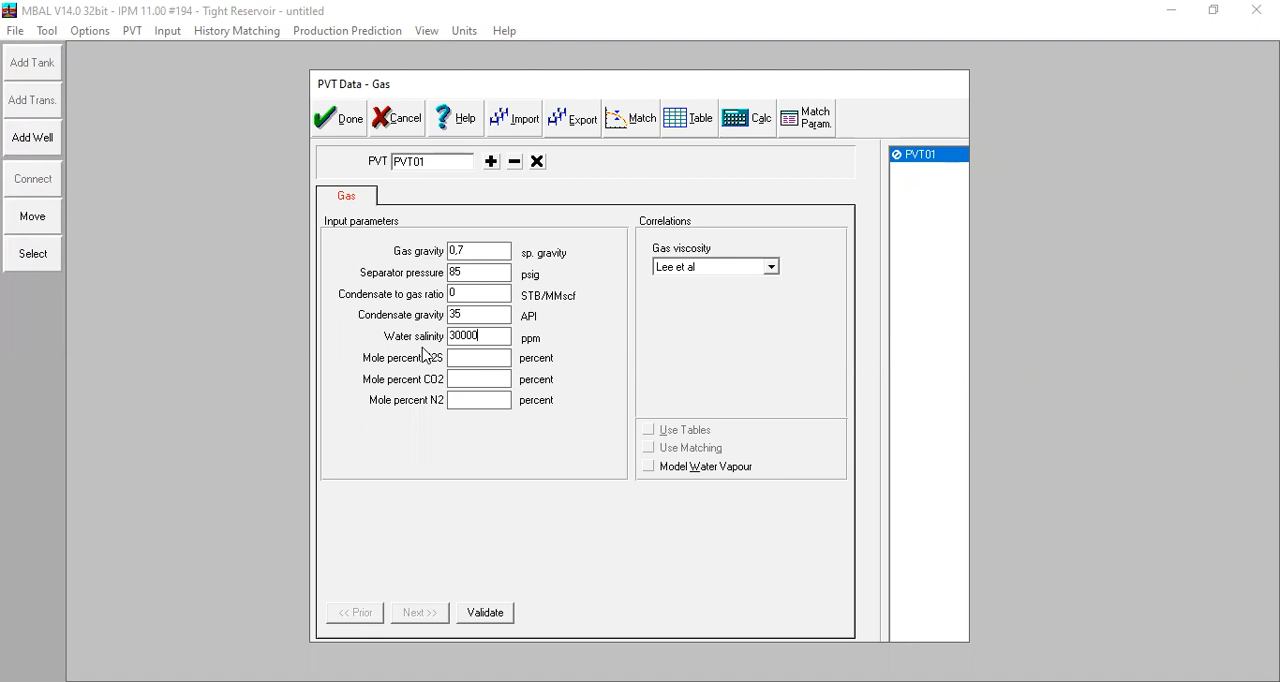 MBAL V14.0 32bit - IPM 11.00 #194 - Tight Reservoir - untitled
File Tool Options PVT Input History Matching Production Prediction View Units Help
Add Tank
Add Trans.
Add Well
Connect
Move
Select
PVT Data - Gas
Done Cancel Help Import Export Match Table Calc Match Param.
PVT PVT01
PVT01
Gas
Input parameters
Gas gravity 0,7 sp. gravity
Separator pressure 85 psig
Condensate to gas ratio 0 STB/MMscf
Condensate gravity 35 API
Water salinity 30000 ppm
Mole percent percent
Mole percent CO2 percent
Mole percent N2 percent
Correlations
Gas viscosity
Lee et al
Use Tables
Use Matching
Model Water Vapour
<< Prior Next >> Validate